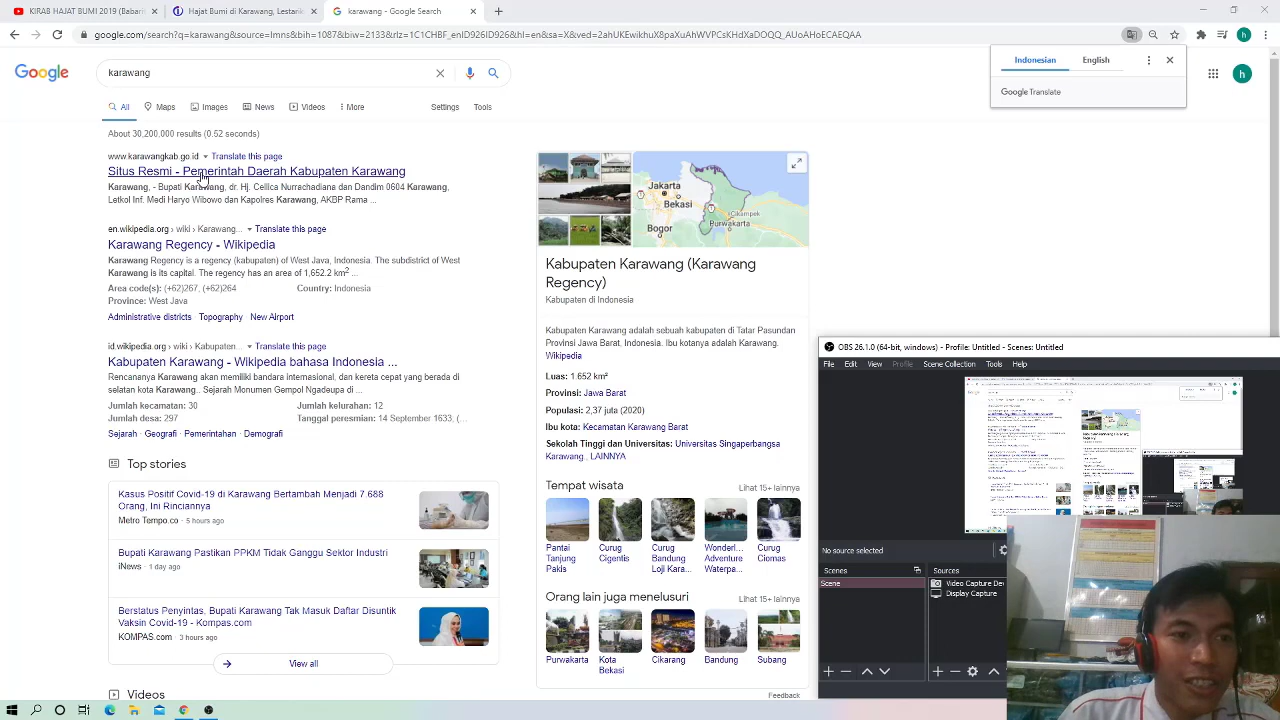 KIRAB HAJAT BUMI 2019 (Babari
Hajat Bumi di Karawang, Lestarik
karawang - Google Search
google.com/search?q=karawang&source=lnms&bih=1087&biw=2133&rlz=1C1CHBF_enID926ID926&hl=en&sa=X&ved=2ahUKEwikhuX8paXuAhWVPCsKHdXaDOQQ_AUoAHoECAEQAA
Indonesian English
Google Translate
Google
karawang
h
All Maps Images News Videos More Settings Tools
About 30,200,000 results (0.52 seconds)
www.karawangkab.go.id Translate this page
Situs Resmi - Pemerintah Daerah Kabupaten Karawang
Karawang, - Bupati Karawang, dr. Hj. Cellica Nurrachadiana dan Dandim 0604 Karawang,
Letkol Inf. Medi Haryo Wibowo dan Kapolres Karawang, AKBP Rama ...
en.wikipedia.org › wiki › Karawang... Translate this page
Karawang Regency - Wikipedia
Karawang Regency is a regency (kabupaten) of West Java, Indonesia. The subdistrict of West
Karawang is its capital. The regency has an area of 1,652.2 km2 ...
Area code(s): (+62)267, (+62)264 Country: Indonesia
Province: West Java
Administrative districts Topography New Airport
id.wikipedia.org › wiki › Kabupaten... Translate this page
Kabupaten Karawang - Wikipedia bahasa Indonesia ...
Rencananya Karawang akan memiliki bandara internasional, dan kereta cepat yang berada di
selatan kota Karawang. Sejarah Monumen Gempol Ngadeupa di ...
Jumlah kecamatan: 30 Jumlah kelurahan: 12
Jumlah desa: 297 Tanggal peresmian: 14 September 1633, (...
Sejarah Geografi Pemerintahan Demografi
Top stories
Kasus Positif Covid-19 di Karawang Bertambah Menjadi 7.686
Orang, Ini Rinciannya
Metro Tempo.co · 5 hours ago
Bupati Karawang Pastikan PPKM Tidak Ganggu Sektor Industri
iNews · 1 day ago
Berstatus Penyintas, Bupati Karawang Tak Masuk Daftar Disuntik
Vaksin Covid-19 - Kompas.com
KOMPAS.com · 3 hours ago
View all
Videos
Jakarta
Bekasi
Cikampek
Purwakarta
Bogor
Kabupaten Karawang (Karawang
Regency)
Kabupaten di Indonesia
Kabupaten Karawang adalah sebuah kabupaten di Tatar Pasundan
Provinsi Jawa Barat, Indonesia. Ibu kotanya adalah Karawang.
Wikipedia
Luas: 1.652 km²
Provinsi: Jawa Barat
Populasi: 2,37 juta (2020)
Ibu kota: Kecamatan Karawang Barat
Sekolah Tinggi dan Universitas: Universitas Singaperbangsa
Karawang, LAINNYA
Tempat wisata Lihat 15+ lainnya
Pantai Tanjung Pakis
Curug Cigentis
Curug Bandung Loji Kara...
Wonderl... Adventure Waterpa...
Curug Ciomas
Orang lain juga menelusuri Lihat 15+ lainnya
Purwakarta
Kota Bekasi
Cikarang
Bandung
Subang
Feedback
OBS 26.1.0 (64-bit, windows) - Profile: Untitled - Scenes: Untitled
File Edit View Profile Scene Collection Tools Help
No source selected
Scenes
Sources
Scene
Video Capture Dev
Display Capture